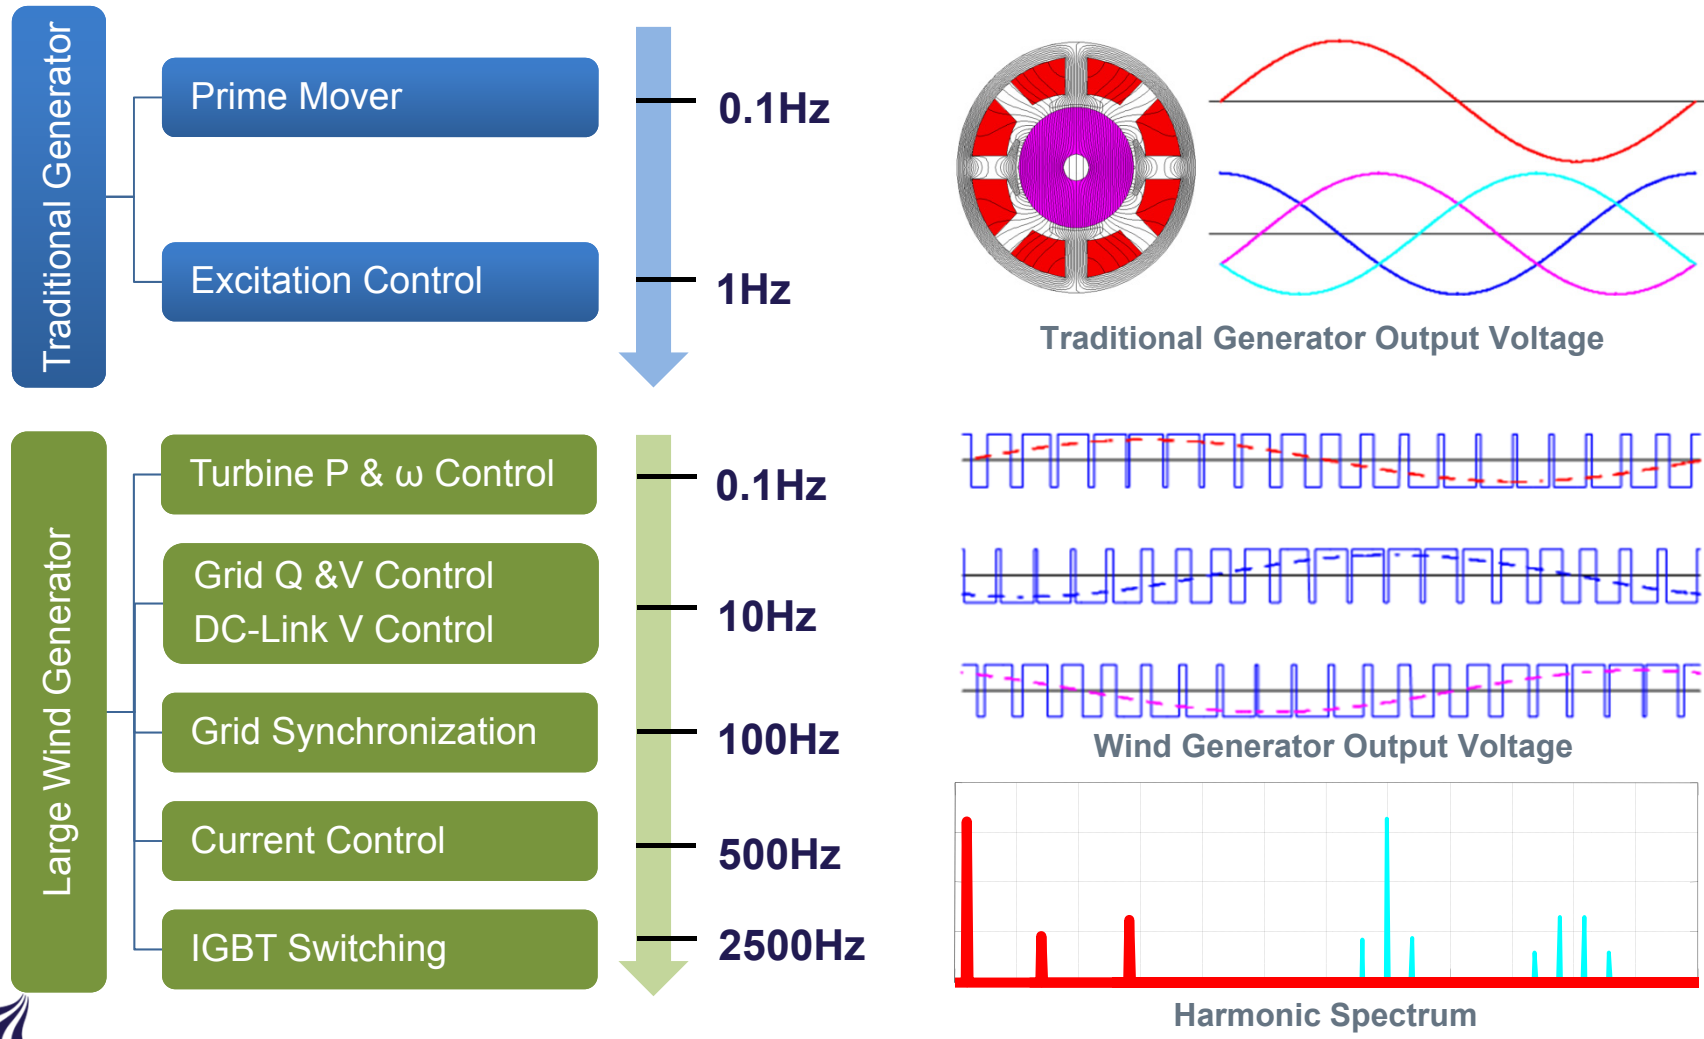 Traditional Generator
Prime Mover
0.1Hz
Excitation Control
1Hz
Traditional Generator Output Voltage
Large Wind Generator
Turbine P & ω Control
0.1Hz
Grid Q &V Control
DC-Link V Control
10Hz
Grid Synchronization
100Hz
Current Control
500Hz
IGBT Switching
2500Hz
Wind Generator Output Voltage
Harmonic Spectrum